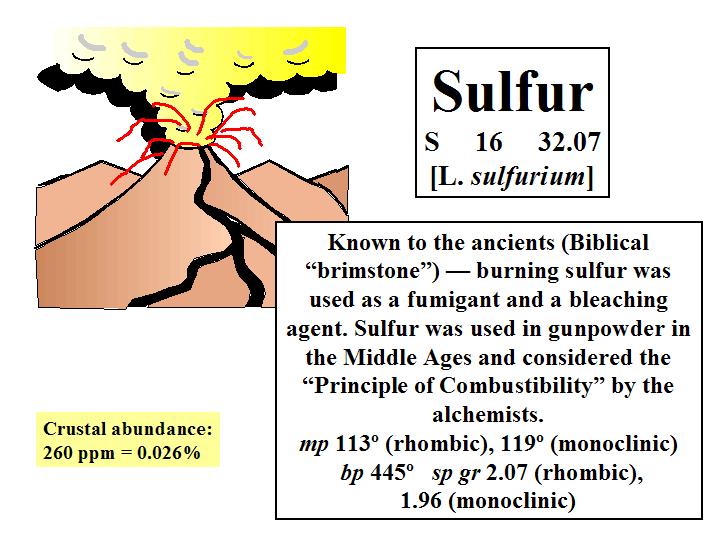 Sulfur
S 16 32.07
[L. sulfurium]
Known to the ancients (Biblical
“brimstone”) — burning sulfur was
used as a fumigant and a bleaching
agent. Sulfur was used in gunpowder in
the Middle Ages and considered the
“Principle of Combustibility” by the
alchemists.
mp 113º (rhombic), 119º (monoclinic)
bp 445º sp gr 2.07 (rhombic),
1.96 (monoclinic)
Crustal abundance:
260 ppm = 0.026%